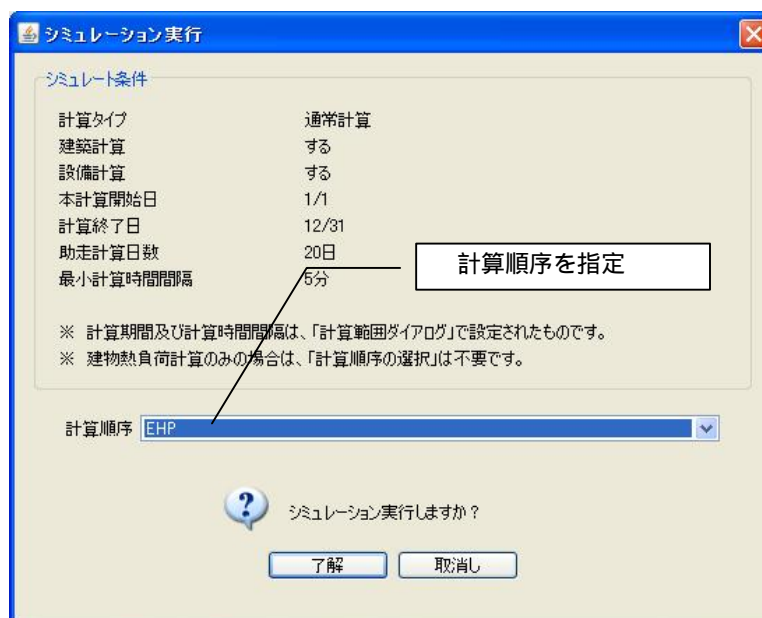 シミュレーション実行
シミュレート条件
計算タイプ 通常計算
建築計算 する
設備計算 する
本計算開始日 1/1
計算終了日 12/31
助走計算日数 20日
最小計算時間間隔 5分
計算順序を指定
※ 計算期間及び計算時間間隔は、「計算範囲ダイアログ」で設定されたものです。
※ 建物熱負荷計算のみの場合は、「計算順序の選択」は不要です。
計算順序 EHP
シミュレーション実行しますか?
了解 取消し